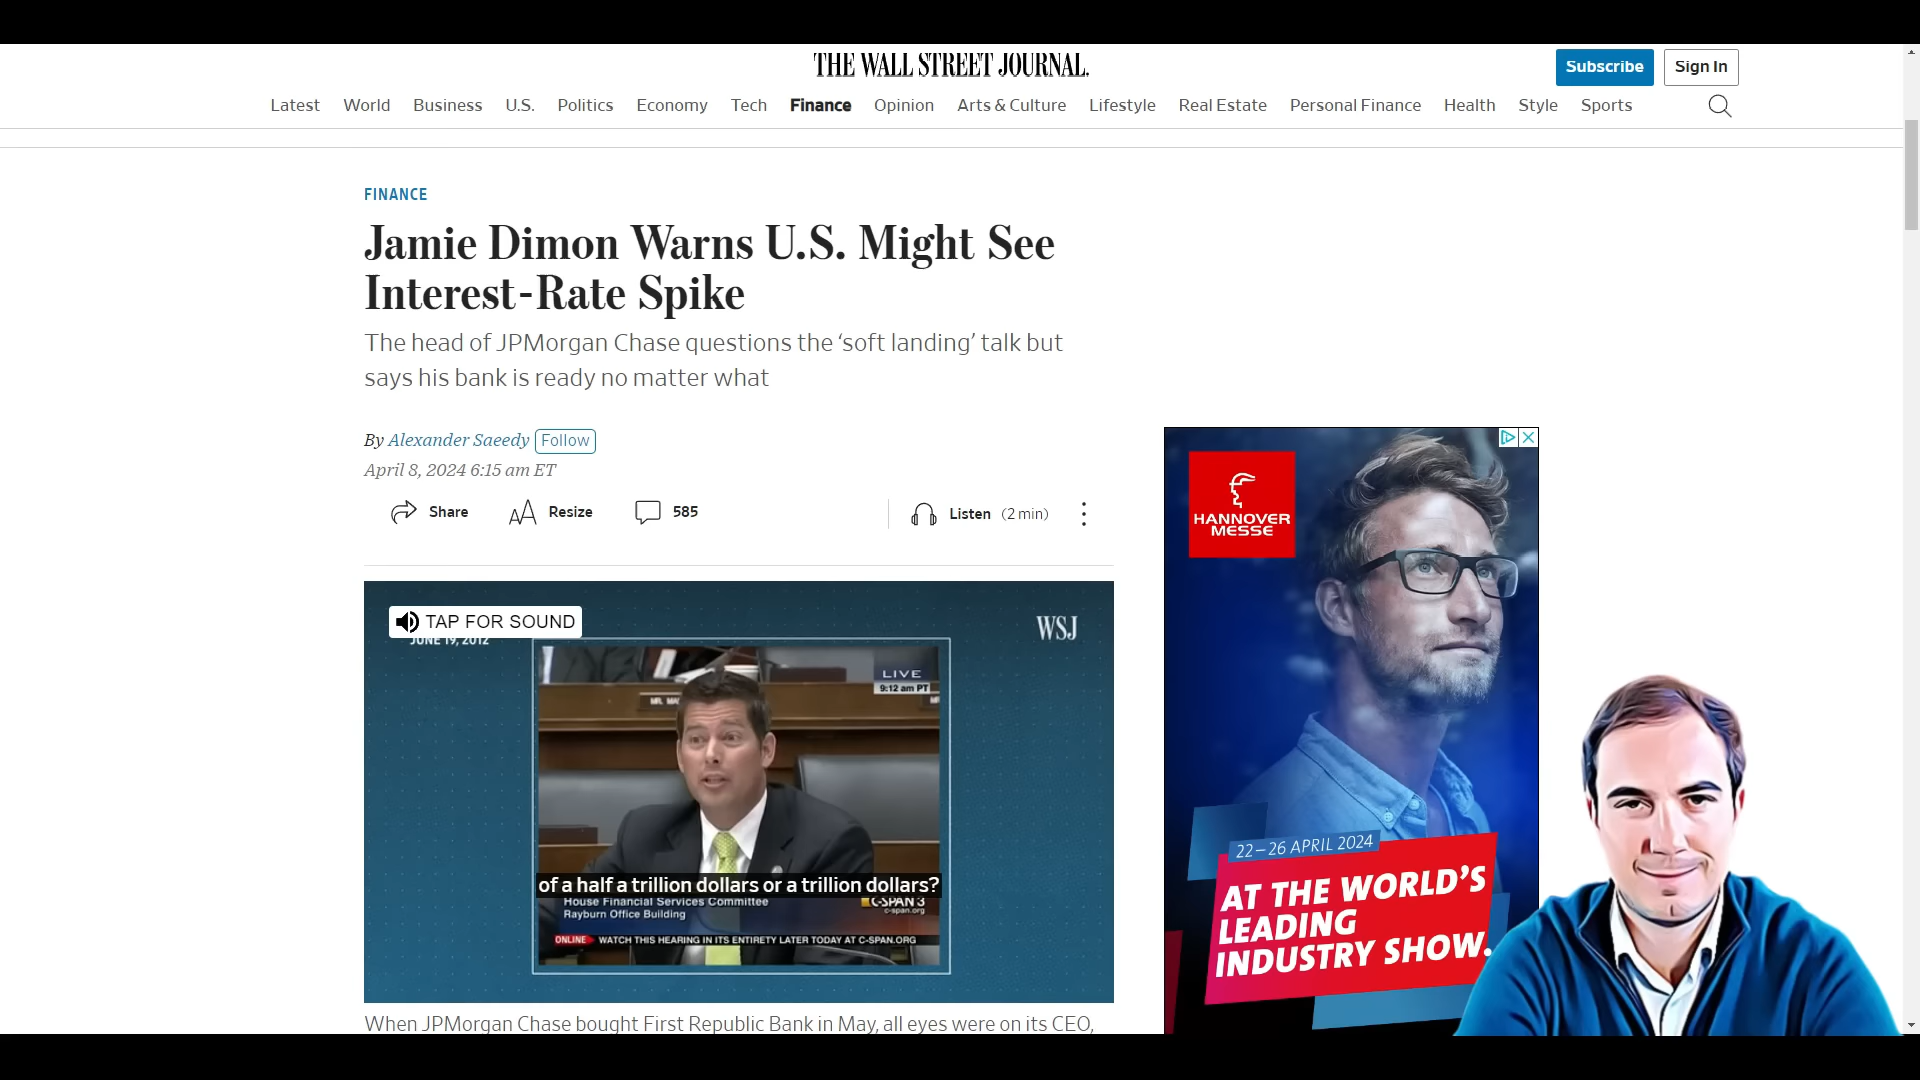 THE WALL STREET JOURNAL.
Subscribe
Sign In
Latest World Business U.S. Politics Economy Tech Finance Opinion Arts & Culture Lifestyle Real Estate Personal Finance Health Style Sports
FINANCE
Jamie Dimon Warns U.S. Might See
Interest-Rate Spike
The head of JPMorgan Chase questions the ‘soft landing’ talk but
says his bank is ready no matter what
By Alexander Saeedy Follow
April 8, 2024 6:15 am ET
Share Resize 585 Listen (2 min)
TAP FOR SOUND
JUNE 19, 2012
WSJ
LIVE
9:12 am PT
of a half a trillion dollars or a trillion dollars?
House Financial Services Committee
Rayburn Office Building
C-SPAN 3
c-span.org
ONLINE WATCH THIS HEARING IN ITS ENTIRETY LATER TODAY AT C-SPAN.ORG
When JPMorgan Chase bought First Republic Bank in May, all eyes were on its CEO,
HANNOVER
MESSE
22–26 APRIL 2024
AT THE WORLD’S
LEADING
INDUSTRY SHOW.